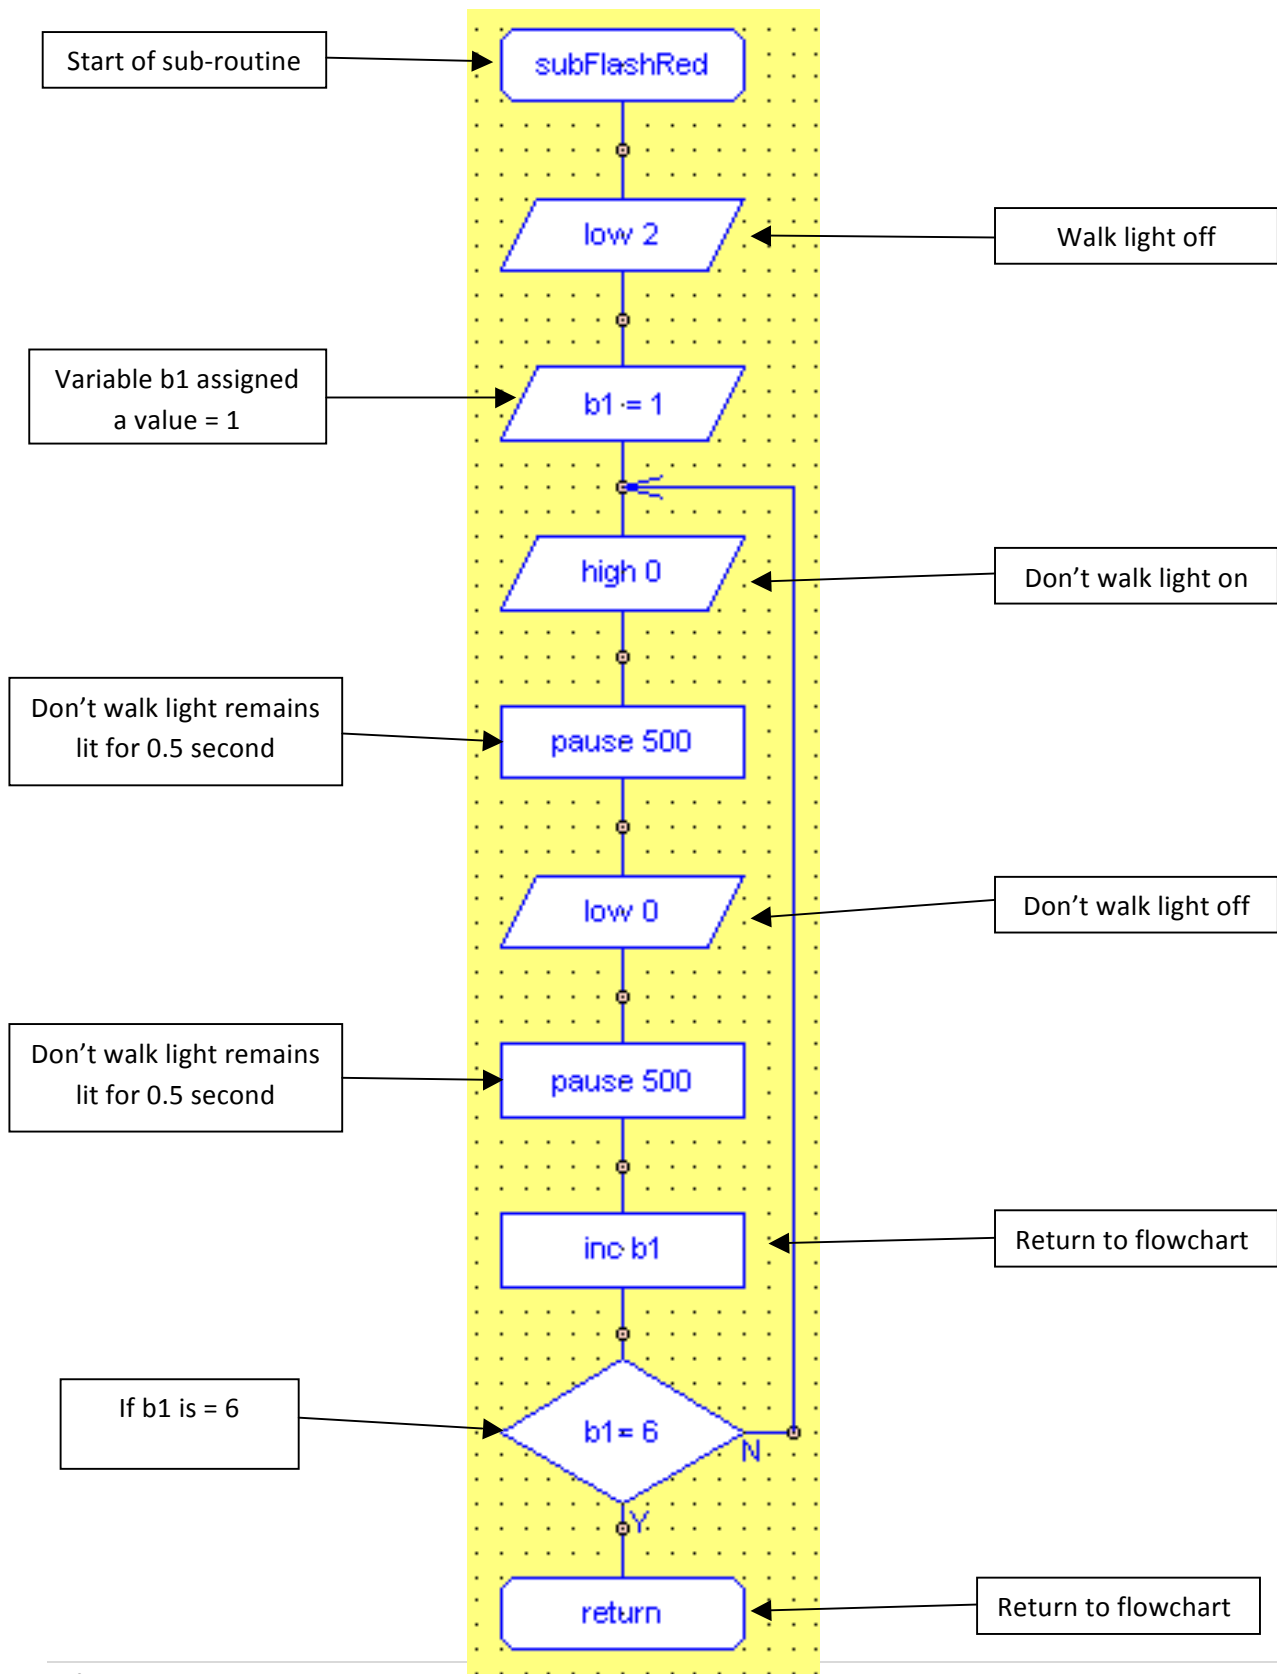 Start of sub-routine
subFlashRed
low 2
Walk light off
Variable b1 assigned
a value = 1
b1 = 1
high 0
Don’t walk light on
Don’t walk light remains
lit for 0.5 second
pause 500
low 0
Don’t walk light off
Don’t walk light remains
lit for 0.5 second
pause 500
inc b1
Return to flowchart
If b1 is = 6
b1= 6
N
Y
return
Return to flowchart